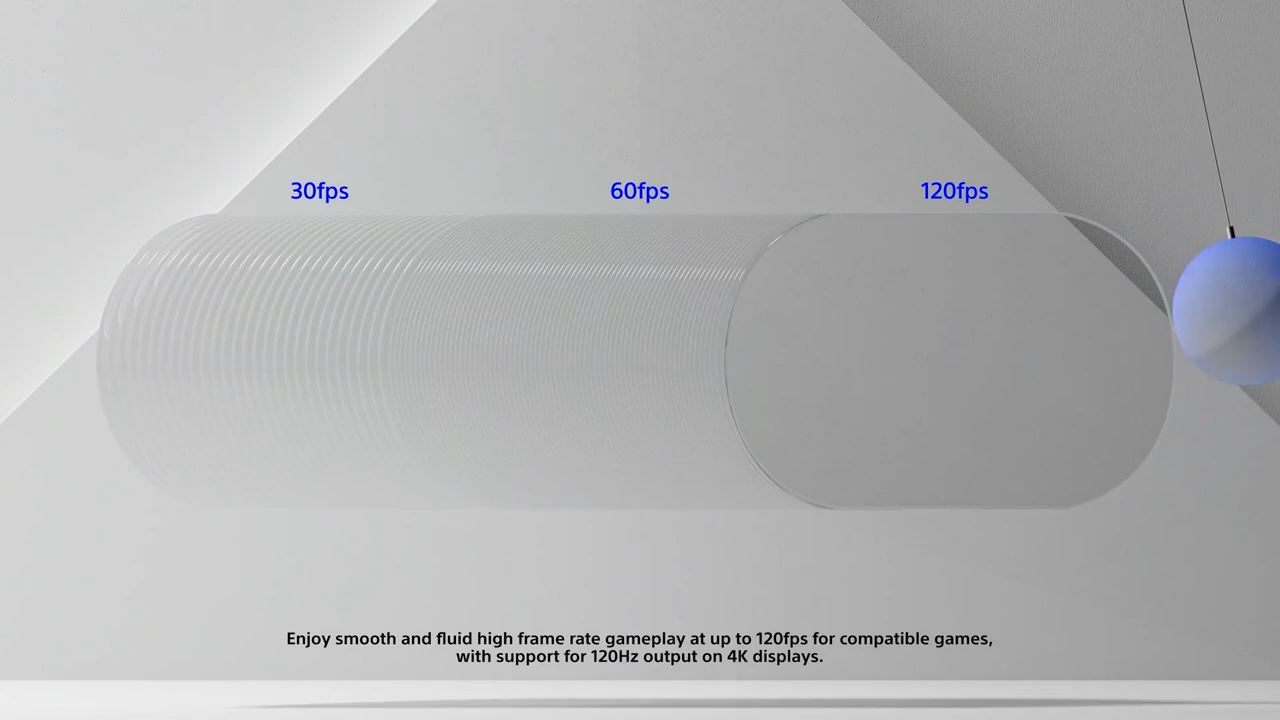 30fps 60fps 120fps
Enjoy smooth and fluid high frame rate gameplay at up to 120fps for compatible games,
with support for 120Hz output on 4K displays.